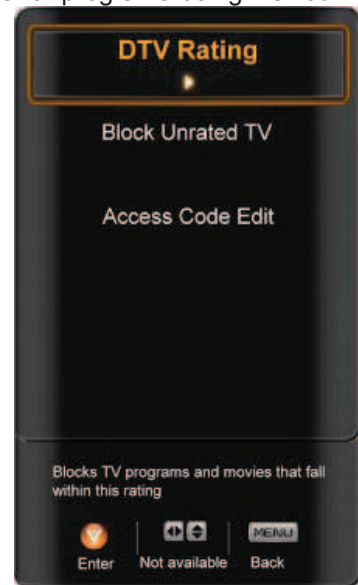 DTV Rating
Block Unrated TV
Access Code Edit
Blocks TV programs and movies that fall
within this rating
MENU
Enter Not available Back